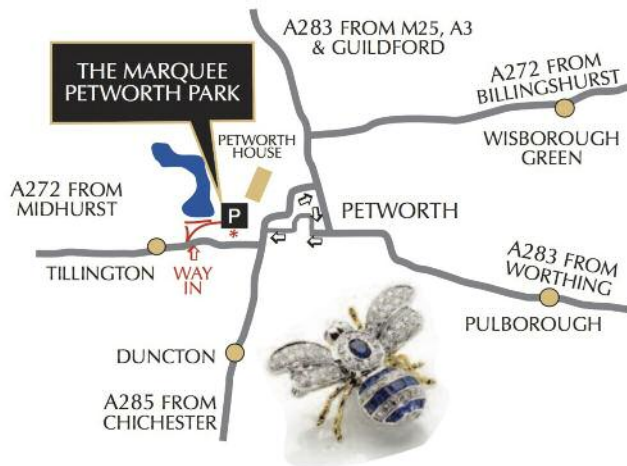 A283 FROM M25, A3
& GUILDFORD
THE MARQUEE
PETWORTH PARK
A272 FROM
BILLINGSHURST
WISBOROUGH
GREEN
PETWORTH
HOUSE
A272 FROM
MIDHURST
P
*
PETWORTH
TILLINGTON
WAY
IN
A283 FROM
WORTHING
PULBOROUGH
DUNCTON
A285 FROM
CHICHESTER